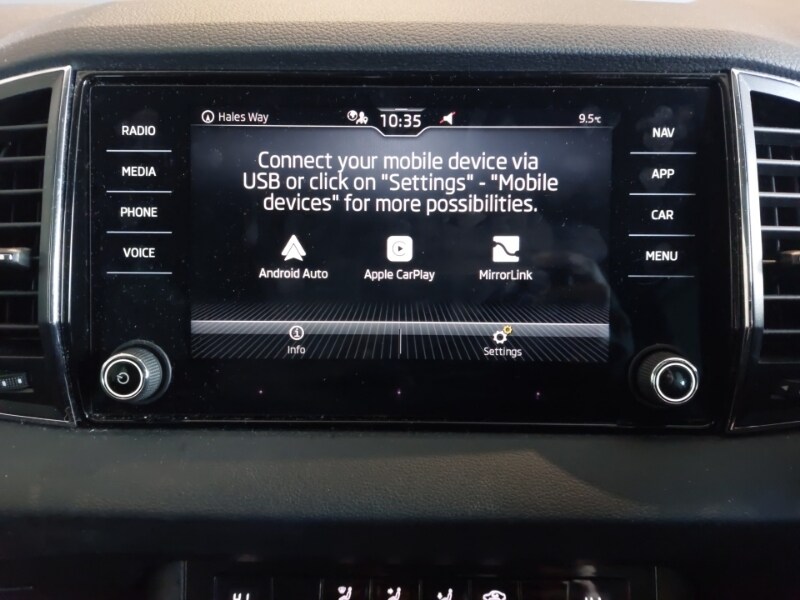 Hales Way 10:35 9.5°C
RADIO
MEDIA
PHONE
VOICE
Connect your mobile device via
USB or click on "Settings" - "Mobile
devices" for more possibilities.
Android Auto Apple CarPlay MirrorLink
Info Settings
NAV
APP
CAR
MENU